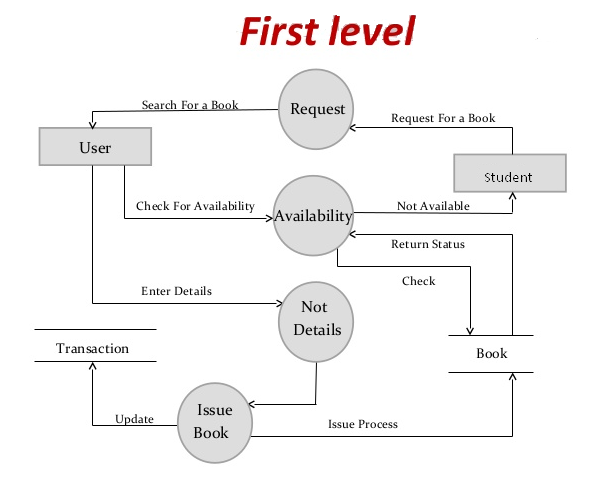 First level
Search For a Book
Request
Request For a Book
User
Student
Check For Availability
Availability
Not Available
Return Status
Check
Enter Details
Not
Details
Transaction
Book
Issue
Book
Update
Issue Process